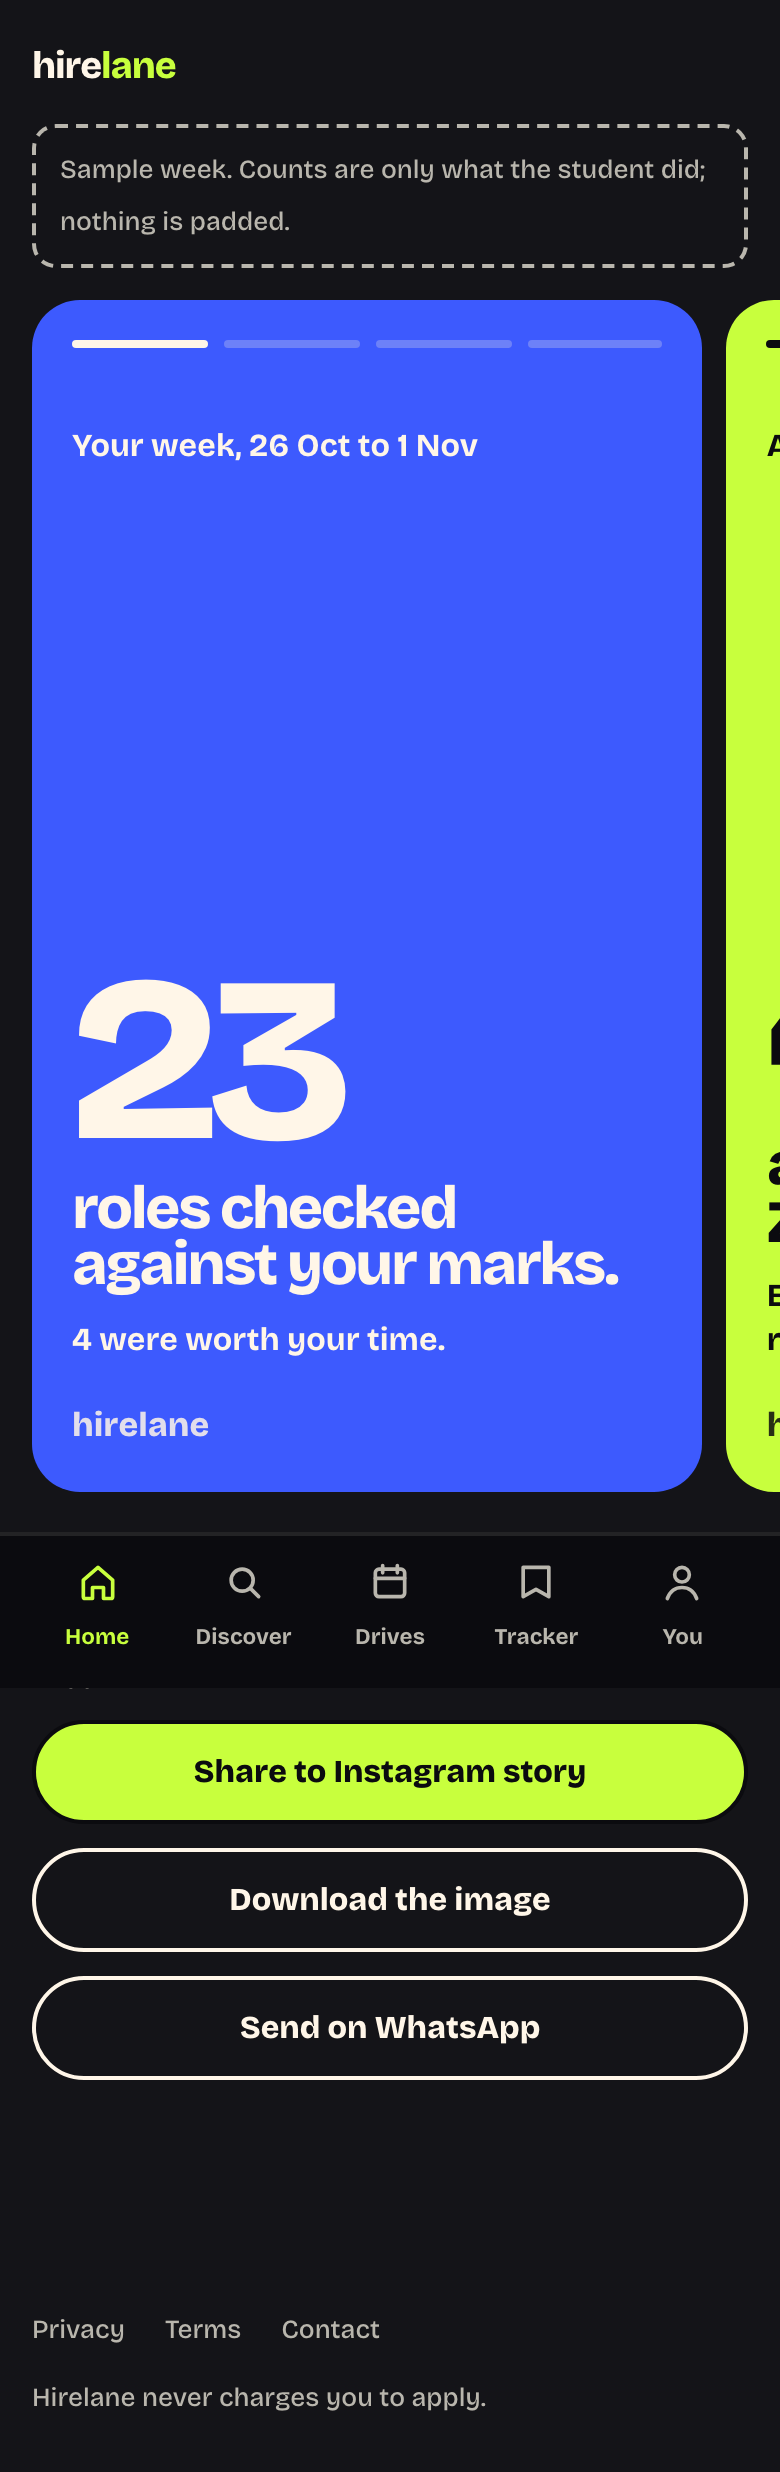 hirelane
Sample week. Counts are only what the student did;
nothing is padded.
Your week, 26 Oct to 1 Nov
23
roles checked
against your marks.
4 were worth your time.
hirelane
Home
Discover
Drives
Tracker
You
Share to Instagram story
Download the image
Send on WhatsApp
Privacy
Terms
Contact
Hirelane never charges you to apply.